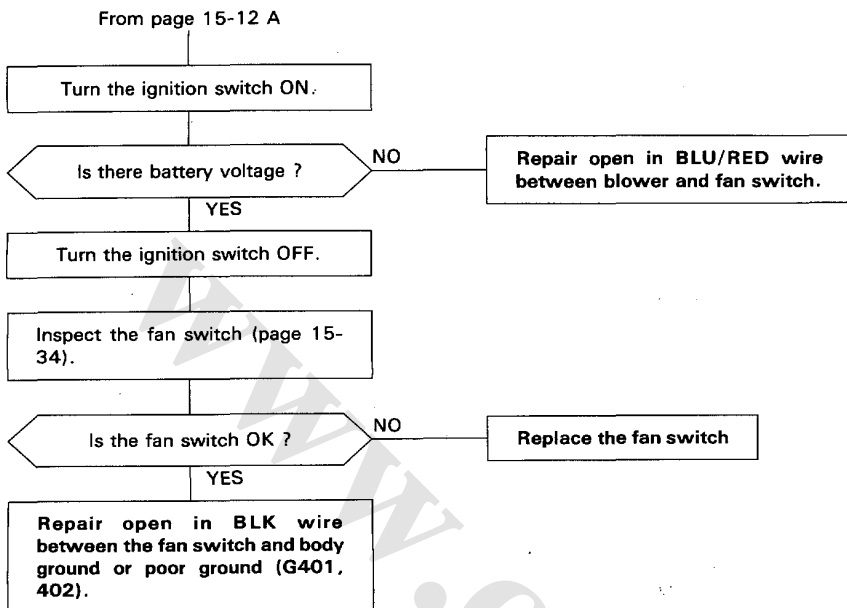 From page 15-12 A
Turn the ignition switch ON.
Is there battery voltage ?
NO
Repair open in BLU/RED wire
between blower and fan switch.
YES
Turn the ignition switch OFF.
Inspect the fan switch (page 15-
34).
Is the fan switch OK ?
NO
Replace the fan switch
YES
Repair open in BLK wire
between the fan switch and body
ground or poor ground (G401,
402).